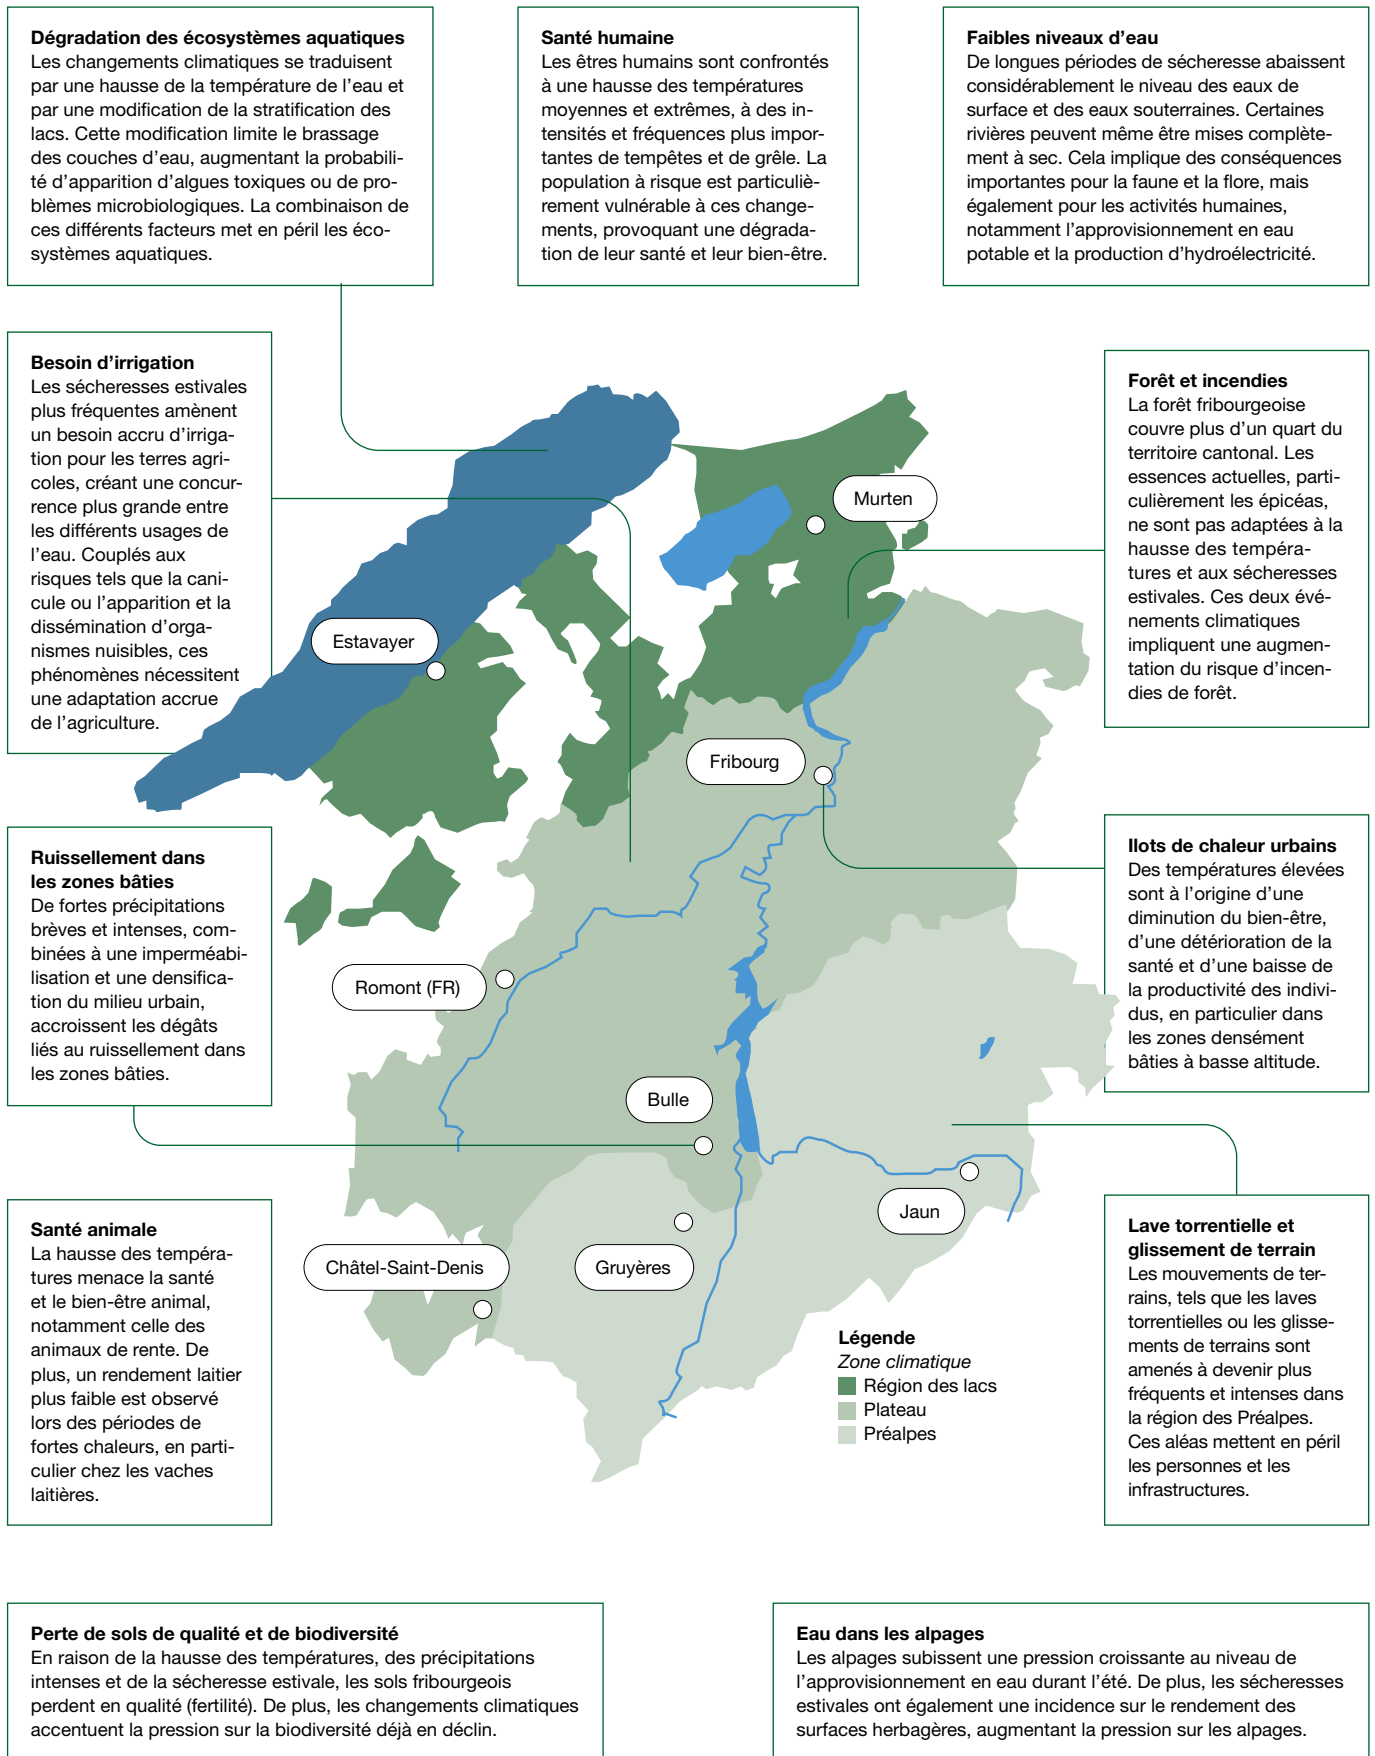 Dégradation des écosystèmes aquatiques
Les changements climatiques se traduisent
par une hausse de la température de l’eau et
par une modification de la stratification des
lacs. Cette modification limite le brassage
des couches d’eau, augmentant la probabili-
té d’apparition d’algues toxiques ou de pro-
blèmes microbiologiques. La combinaison de
ces différents facteurs met en péril les éco-
systèmes aquatiques.
Santé humaine
Les êtres humains sont confrontés
à une hausse des températures
moyennes et extrêmes, à des in-
tensités et fréquences plus impor-
tantes de tempêtes et de grêle. La
population à risque est particuliè-
rement vulnérable à ces change-
ments, provoquant une dégrada-
tion de leur santé et leur bien-être.
Faibles niveaux d’eau
De longues périodes de sécheresse abaissent
considérablement le niveau des eaux de
surface et des eaux souterraines. Certaines
rivières peuvent même être mises complète-
ment à sec. Cela implique des conséquences
importantes pour la faune et la flore, mais
également pour les activités humaines,
notamment l’approvisionnement en eau
potable et la production d’hydroélectricité.
Besoin d’irrigation
Les sécheresses estivales
plus fréquentes amènent
un besoin accru d’irriga-
tion pour les terres agri-
coles, créant une concur-
rence plus grande entre
les différents usages de
l’eau. Couplés aux
risques tels que la cani-
cule ou l’apparition et la
dissémination d’orga-
nismes nuisibles, ces
phénomènes nécessitent
une adaptation accrue
de l’agriculture.
Forêt et incendies
La forêt fribourgeoise
couvre plus d’un quart du
territoire cantonal. Les
essences actuelles, parti-
culièrement les épicéas,
ne sont pas adaptées à la
hausse des tempéra-
tures et aux sécheresses
estivales. Ces deux évé-
nements climatiques
impliquent une augmen-
tation du risque d’incen-
dies de forêt.
Murten
Estavayer
Fribourg
Romont (FR)
Bulle
Jaun
Gruyères
Châtel-Saint-Denis
Ruissellement dans
les zones bâties
De fortes précipitations
brèves et intenses, com-
binées à une imperméabi-
lisation et une densifica-
tion du milieu urbain,
accroissent les dégâts
liés au ruissellement dans
les zones bâties.
Ilots de chaleur urbains
Des températures élevées
sont à l’origine d’une
diminution du bien-être,
d’une détérioration de la
santé et d’une baisse de
la productivité des indivi-
dus, en particulier dans
les zones densément
bâties à basse altitude.
Santé animale
La hausse des tempéra-
tures menace la santé
et le bien-être animal,
notamment celle des
animaux de rente. De
plus, un rendement laitier
plus faible est observé
lors des périodes de
fortes chaleurs, en parti-
culier chez les vaches
laitières.
Légende
Zone climatique
Région des lacs
Plateau
Préalpes
Lave torrentielle et
glissement de terrain
Les mouvements de ter-
rains, tels que les laves
torrentielles ou les glisse-
ments de terrains sont
amenés à devenir plus
fréquents et intenses dans
la région des Préalpes.
Ces aléas mettent en péril
les personnes et les
infrastructures.
Perte de sols de qualité et de biodiversité
En raison de la hausse des températures, des précipitations
intenses et de la sécheresse estivale, les sols fribourgeois
perdent en qualité (fertilité). De plus, les changements climatiques
accentuent la pression sur la biodiversité déjà en déclin.
Eau dans les alpages
Les alpages subissent une pression croissante au niveau de
l’approvisionnement en eau durant l’été. De plus, les sécheresses
estivales ont également une incidence sur le rendement des
surfaces herbagères, augmentant la pression sur les alpages.